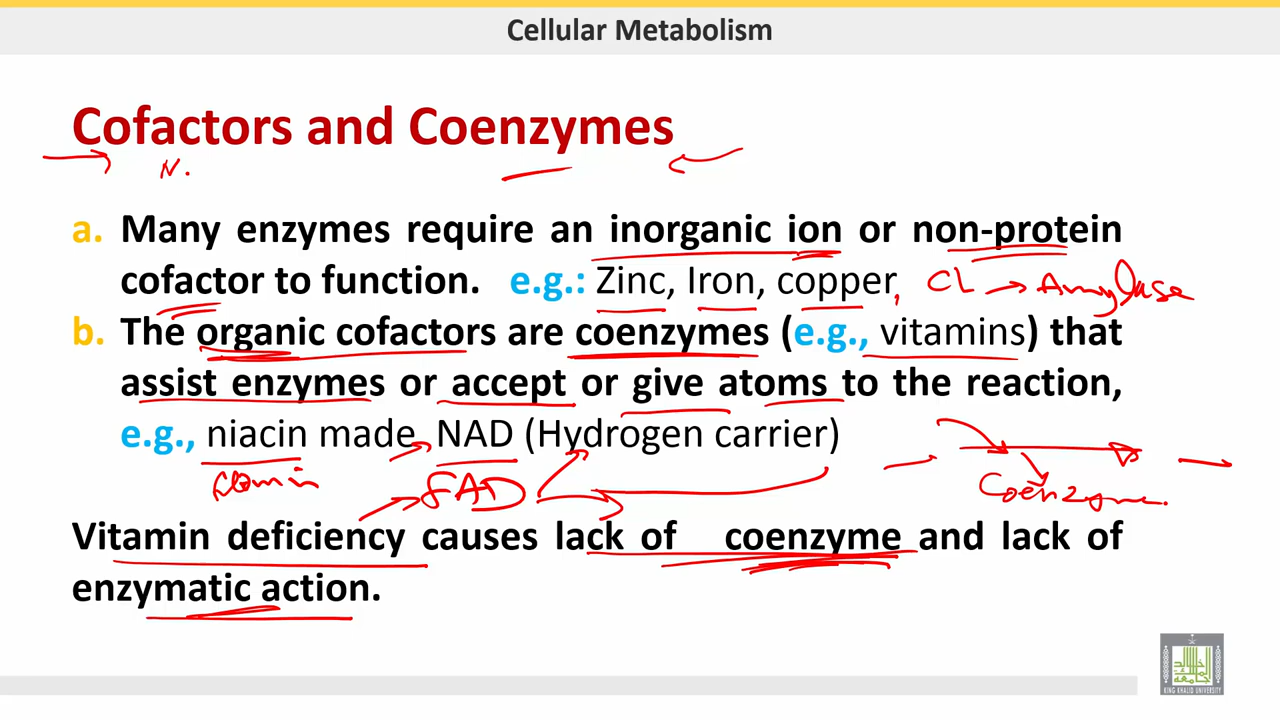 Cellular Metabolism
Cofactors and Coenzymes
N.
a. Many enzymes require an inorganic ion or non-protein
cofactor to function. e.g.: Zinc, Iron, copper, CL → Amylase
b. The organic cofactors are coenzymes (e.g., vitamins) that
assist enzymes or accept or give atoms to the reaction,
e.g., niacin made NAD (Hydrogen carrier)
FAD
Coenzyme
Vitamin deficiency causes lack of coenzyme and lack of
enzymatic action.
KING KHALID UNIVERSITY